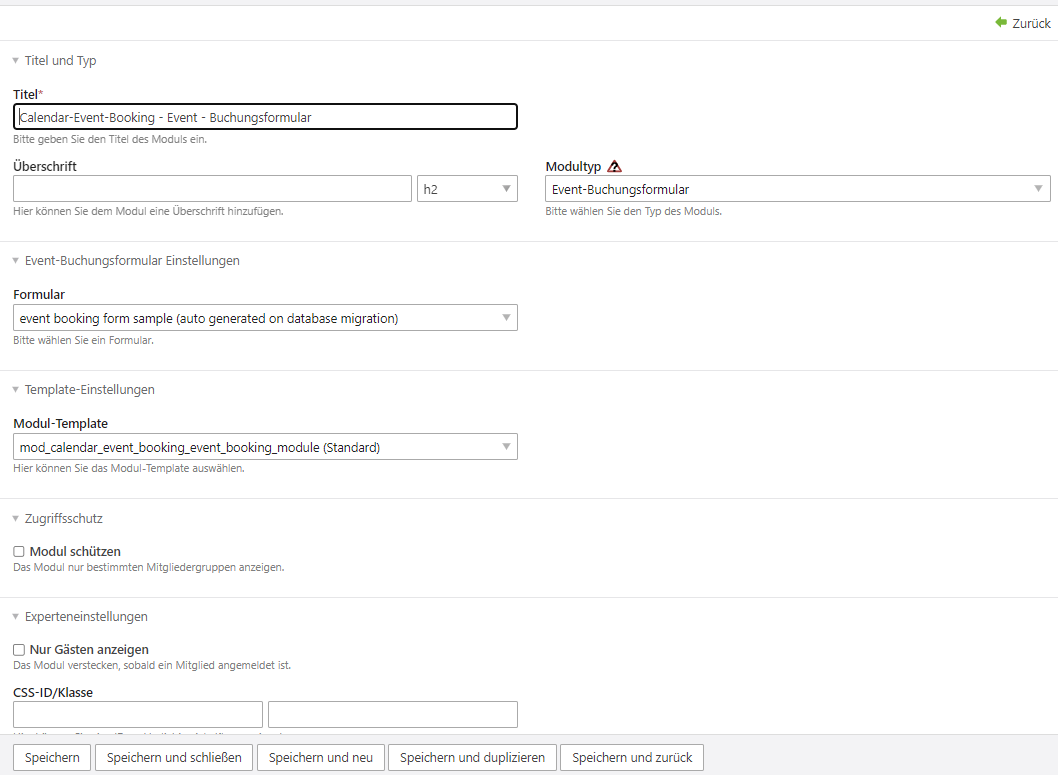 Zurück
Titel und Typ
Titel*
Calendar-Event-Booking - Event - Buchungsformular
Bitte geben Sie den Titel des Moduls ein.
Überschrift
Modultyp
h2
Event-Buchungsformular
Hier können Sie dem Modul eine Überschrift hinzufügen.
Bitte wählen Sie den Typ des Moduls.
Event-Buchungsformular Einstellungen
Formular
event booking form sample (auto generated on database migration)
Bitte wählen Sie ein Formular.
Template-Einstellungen
Modul-Template
mod_calendar_event_booking_event_booking_module (Standard)
Hier können Sie das Modul-Template auswählen.
Zugriffsschutz
Modul schützen
Das Modul nur bestimmten Mitgliedergruppen anzeigen.
Experteneinstellungen
Nur Gästen anzeigen
Das Modul verstecken, sobald ein Mitglied angemeldet ist.
CSS-ID/Klasse
Speichern
Speichern und schließen
Speichern und neu
Speichern und duplizieren
Speichern und zurück